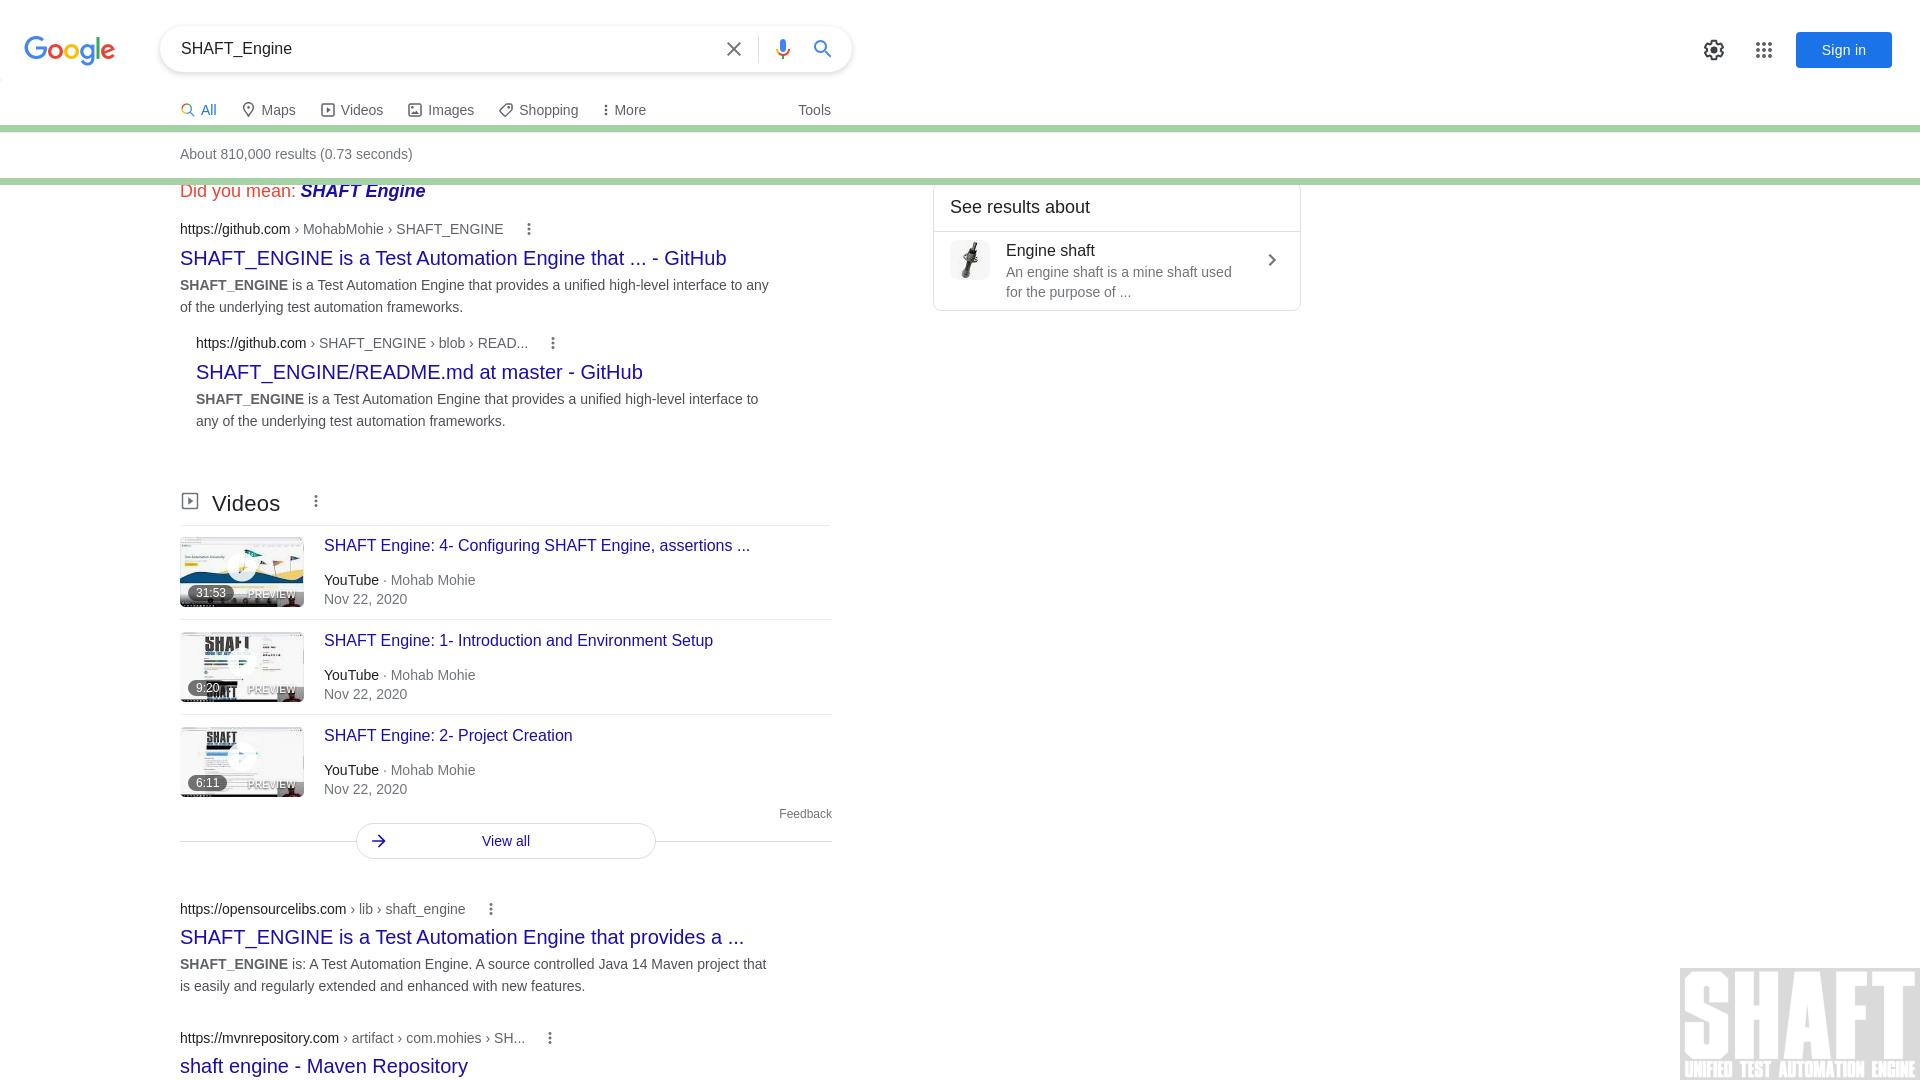 Google
SHAFT_Engine
Sign in
All
Maps
Videos
Images
Shopping
More
Tools
About 810,000 results (0.73 seconds)
Did you mean: SHAFT Engine
https://github.com › MohabMohie › SHAFT_ENGINE
SHAFT_ENGINE is a Test Automation Engine that ... - GitHub
SHAFT_ENGINE is a Test Automation Engine that provides a unified high-level interface to any
of the underlying test automation frameworks.
https://github.com › SHAFT_ENGINE › blob › READ...
SHAFT_ENGINE/README.md at master - GitHub
SHAFT_ENGINE is a Test Automation Engine that provides a unified high-level interface to
any of the underlying test automation frameworks.
Videos
SHAFT Engine: 4- Configuring SHAFT Engine, assertions ...
31:53
PREVIEW
YouTube · Mohab Mohie
Nov 22, 2020
SHAFT
SHAFT Engine: 1- Introduction and Environment Setup
9:20
PREVIEW
YouTube · Mohab Mohie
Nov 22, 2020
SHAFT
SHAFT Engine: 2- Project Creation
6:11
PREVIEW
YouTube · Mohab Mohie
Nov 22, 2020
Feedback
View all
https://opensourcelibs.com › lib › shaft_engine
SHAFT_ENGINE is a Test Automation Engine that provides a ...
SHAFT_ENGINE is: A Test Automation Engine. A source controlled Java 14 Maven project that
is easily and regularly extended and enhanced with new features.
https://mvnrepository.com › artifact › com.mohies › SH...
shaft engine - Maven Repository
See results about
Engine shaft
An engine shaft is a mine shaft used
for the purpose of ...
SHAFT
UNIFIED TEST AUTOMATION ENGINE